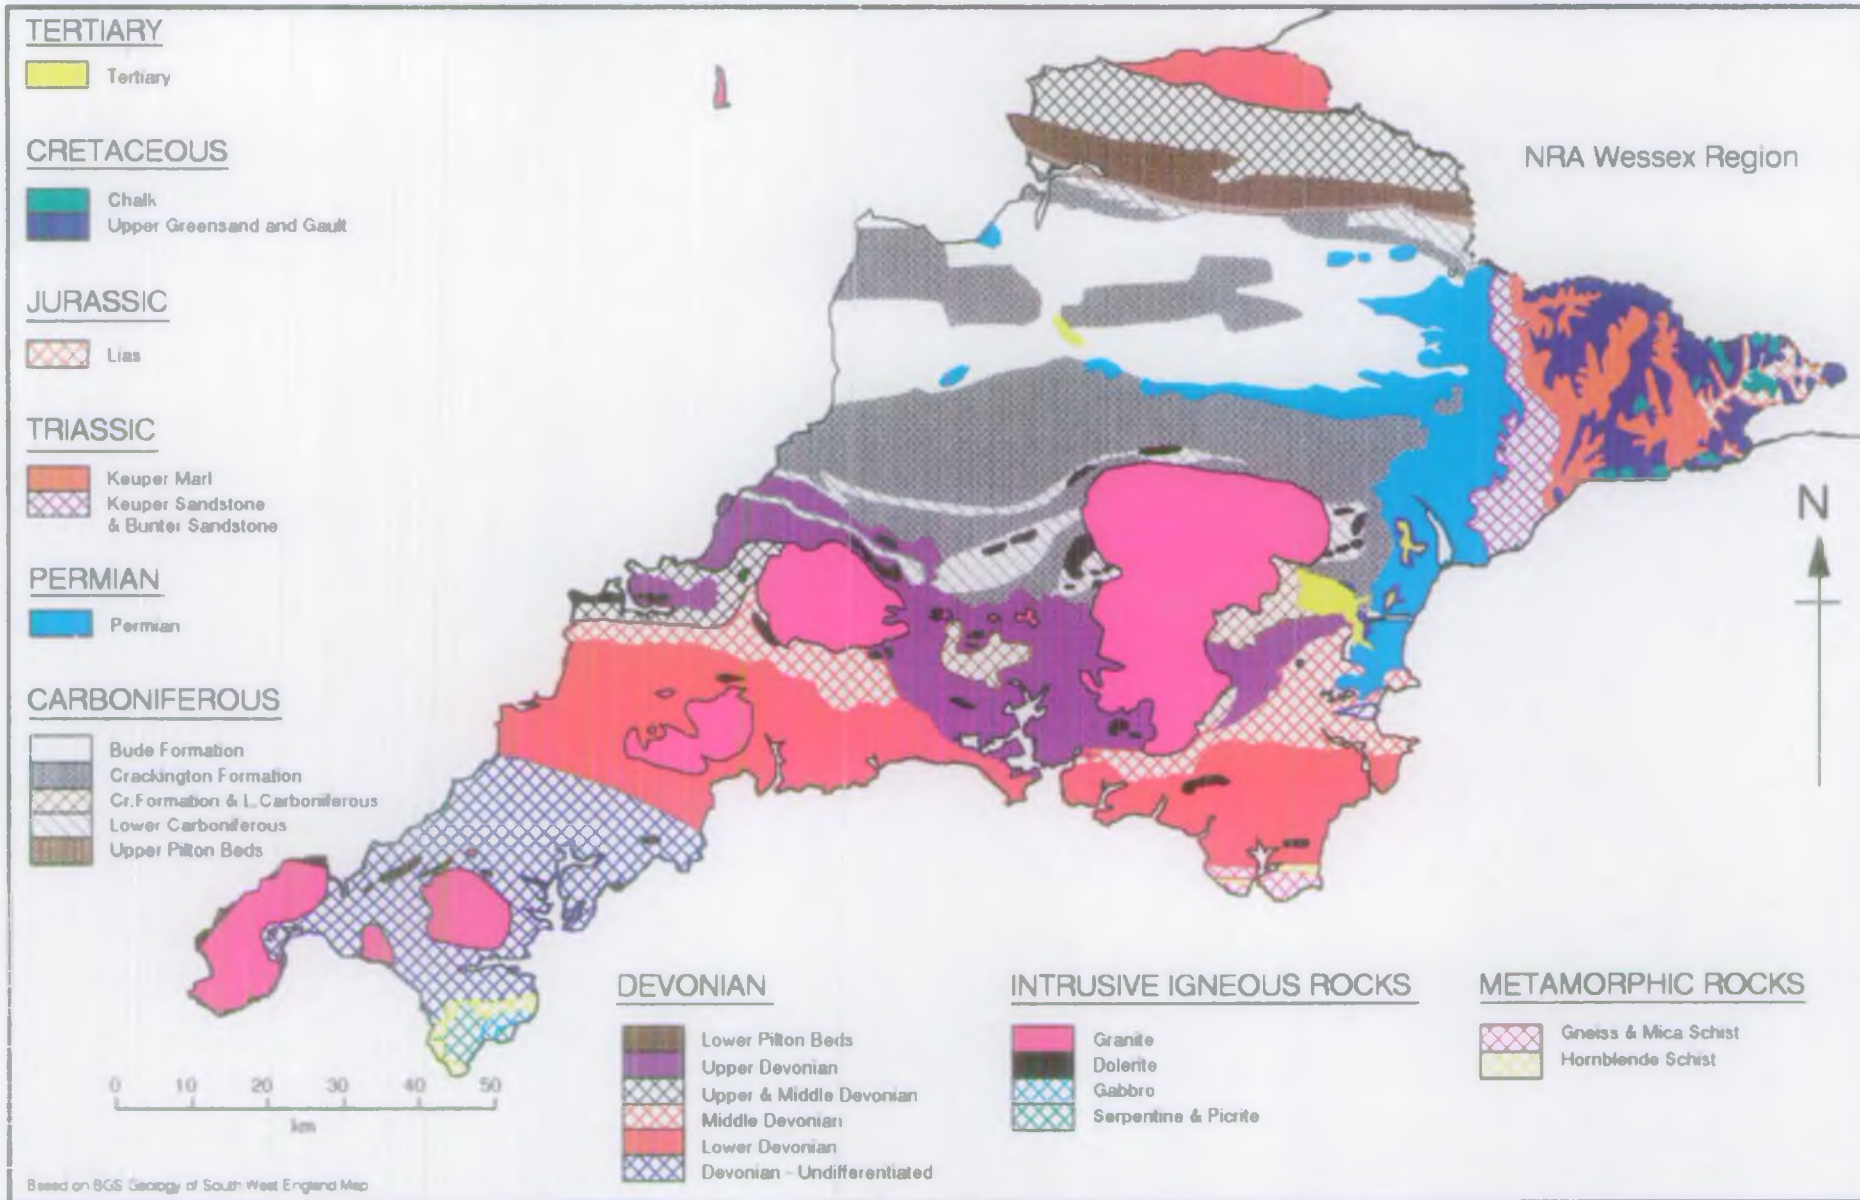 TERTIARY
Tertiary
CRETACEOUS
Chalk
Upper Greensand and Gault
JURASSIC
Lias
TRIASSIC
Keuper Marl
Keuper Sandstone
& Bunter Sandstone
PERMIAN
Permian
CARBONIFEROUS
Bude Formation
Crackington Formation
Cr.Formation & L.Carboniferous
Lower Carboniferous
Upper Pilton Beds
NRA Wessex Region
N
DEVONIAN
Lower Pilton Beds
Upper Devonian
Upper & Middle Devonian
Middle Devonian
Lower Devonian
Devonian - Undifferentiated
INTRUSIVE IGNEOUS ROCKS
Granite
Dolerite
Gabbro
Serpentine & Picrite
METAMORPHIC ROCKS
Gneiss & Mica Schist
Hornblende Schist
0 10 20 30 40 50
km
Based on BGS Geology of South West England Map